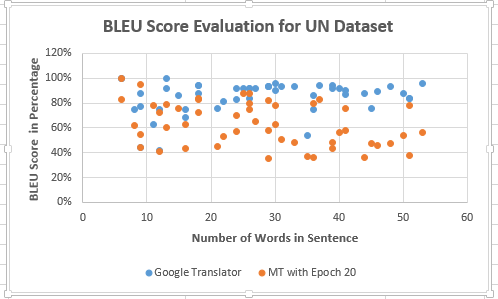 BLEU Score Evaluation for UN Dataset
120%
100%
80%
60%
40%
20%
0%
BLEU Score in Percentage
0 10 20 30 40 50 60
Number of Words in Sentence
Google Translator MT with Epoch 20